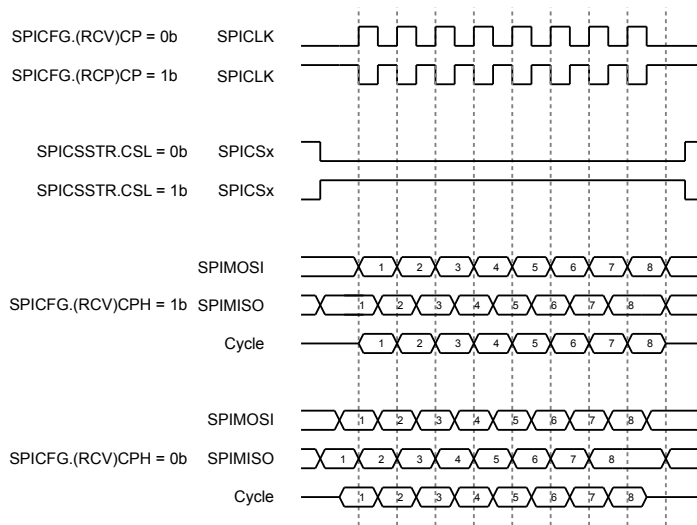 SPICFG.(RCV)CP = 0b SPICLK
SPICFG.(RCP)CP = 1b SPICLK
SPICSSTR.CSL = 0b SPICSx
SPICSSTR.CSL = 1b SPICSx
SPIMOSI 1 2 3 4 5 6 7 8
SPICFG.(RCV)CPH = 1b SPIMISO 1 2 3 4 5 6 7 8
Cycle 1 2 3 4 5 6 7 8
SPIMOSI 1 2 3 4 5 6 7 8
SPICFG.(RCV)CPH = 0b SPIMISO 1 2 3 4 5 6 7 8
Cycle 1 2 3 4 5 6 7 8